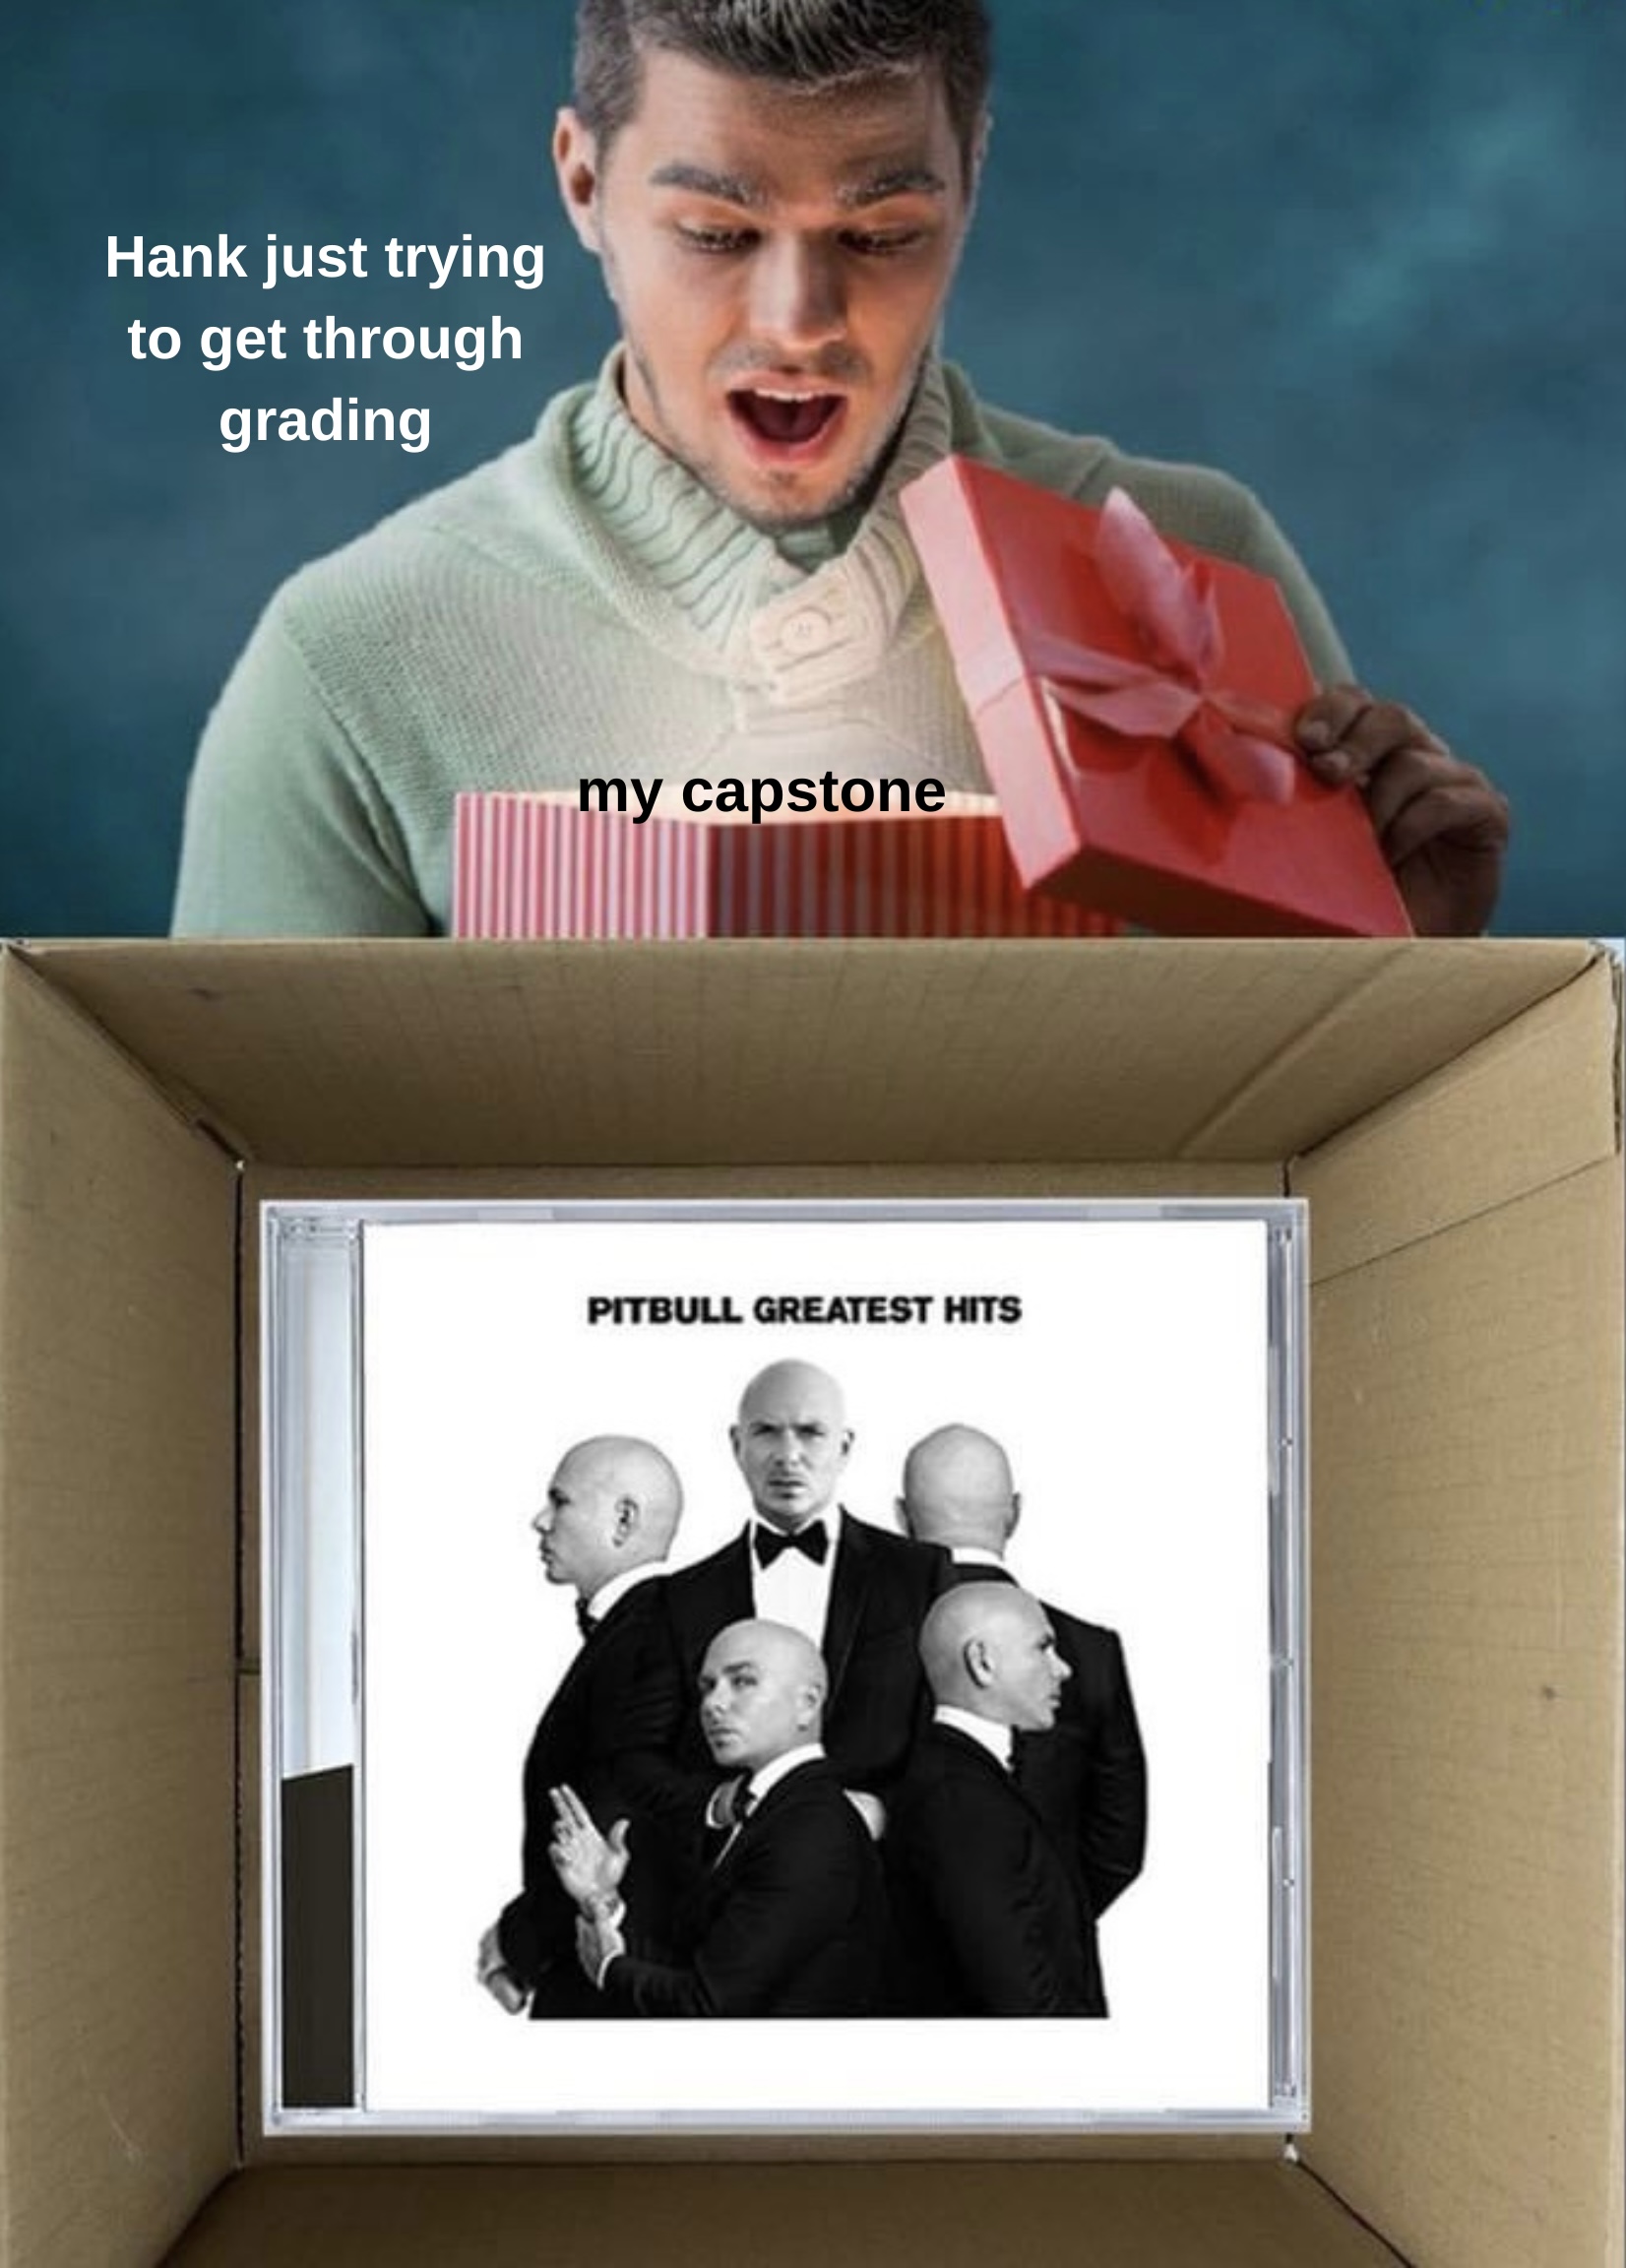 Hank just trying
to get through
grading
my capstone
PITBULL GREATEST HITS